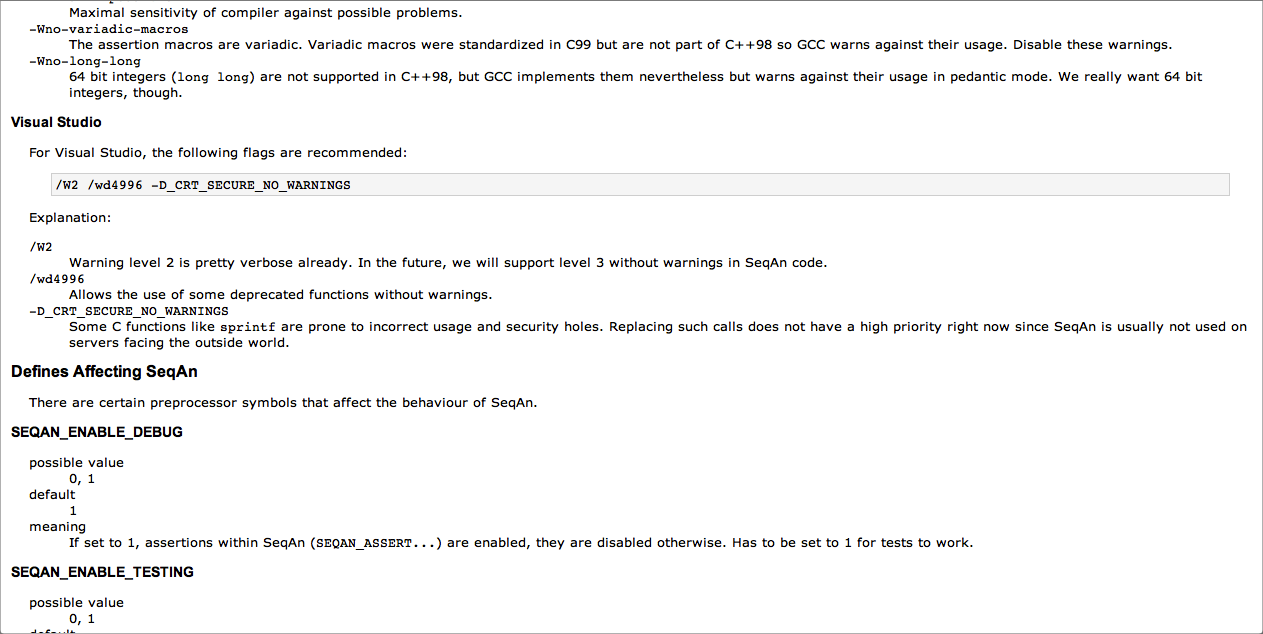 Maximal sensitivity of compiler against possible problems.
-Wno-variadic-macros
The assertion macros are variadic. Variadic macros were standardized in C99 but are not part of C++98 so GCC warns against their usage. Disable these warnings.
-Wno-long-long
64 bit integers (long long) are not supported in C++98, but GCC implements them nevertheless but warns against their usage in pedantic mode. We really want 64 bit
integers, though.
Visual Studio
For Visual Studio, the following flags are recommended:
/W2 /wd4996 -D_CRT_SECURE_NO_WARNINGS
Explanation:
/W2
Warning level 2 is pretty verbose already. In the future, we will support level 3 without warnings in SeqAn code.
/wd4996
Allows the use of some deprecated functions without warnings.
-D_CRT_SECURE_NO_WARNINGS
Some C functions like sprintf are prone to incorrect usage and security holes. Replacing such calls does not have a high priority right now since SeqAn is usually not used on
servers facing the outside world.
Defines Affecting SeqAn
There are certain preprocessor symbols that affect the behaviour of SeqAn.
SEQAN_ENABLE_DEBUG
possible value
0, 1
default
1
meaning
If set to 1, assertions within SeqAn (SEQAN_ASSERT...) are enabled, they are disabled otherwise. Has to be set to 1 for tests to work.
SEQAN_ENABLE_TESTING
possible value
0, 1
default